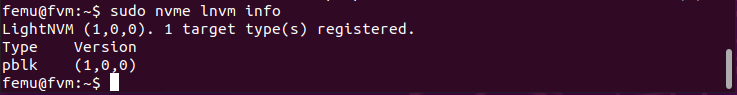 femu@fvm:~$ sudo nvme lnvm info
LightNVM (1,0,0). 1 target type(s) registered.
Type    Version
pblk    (1,0,0)
femu@fvm:~$